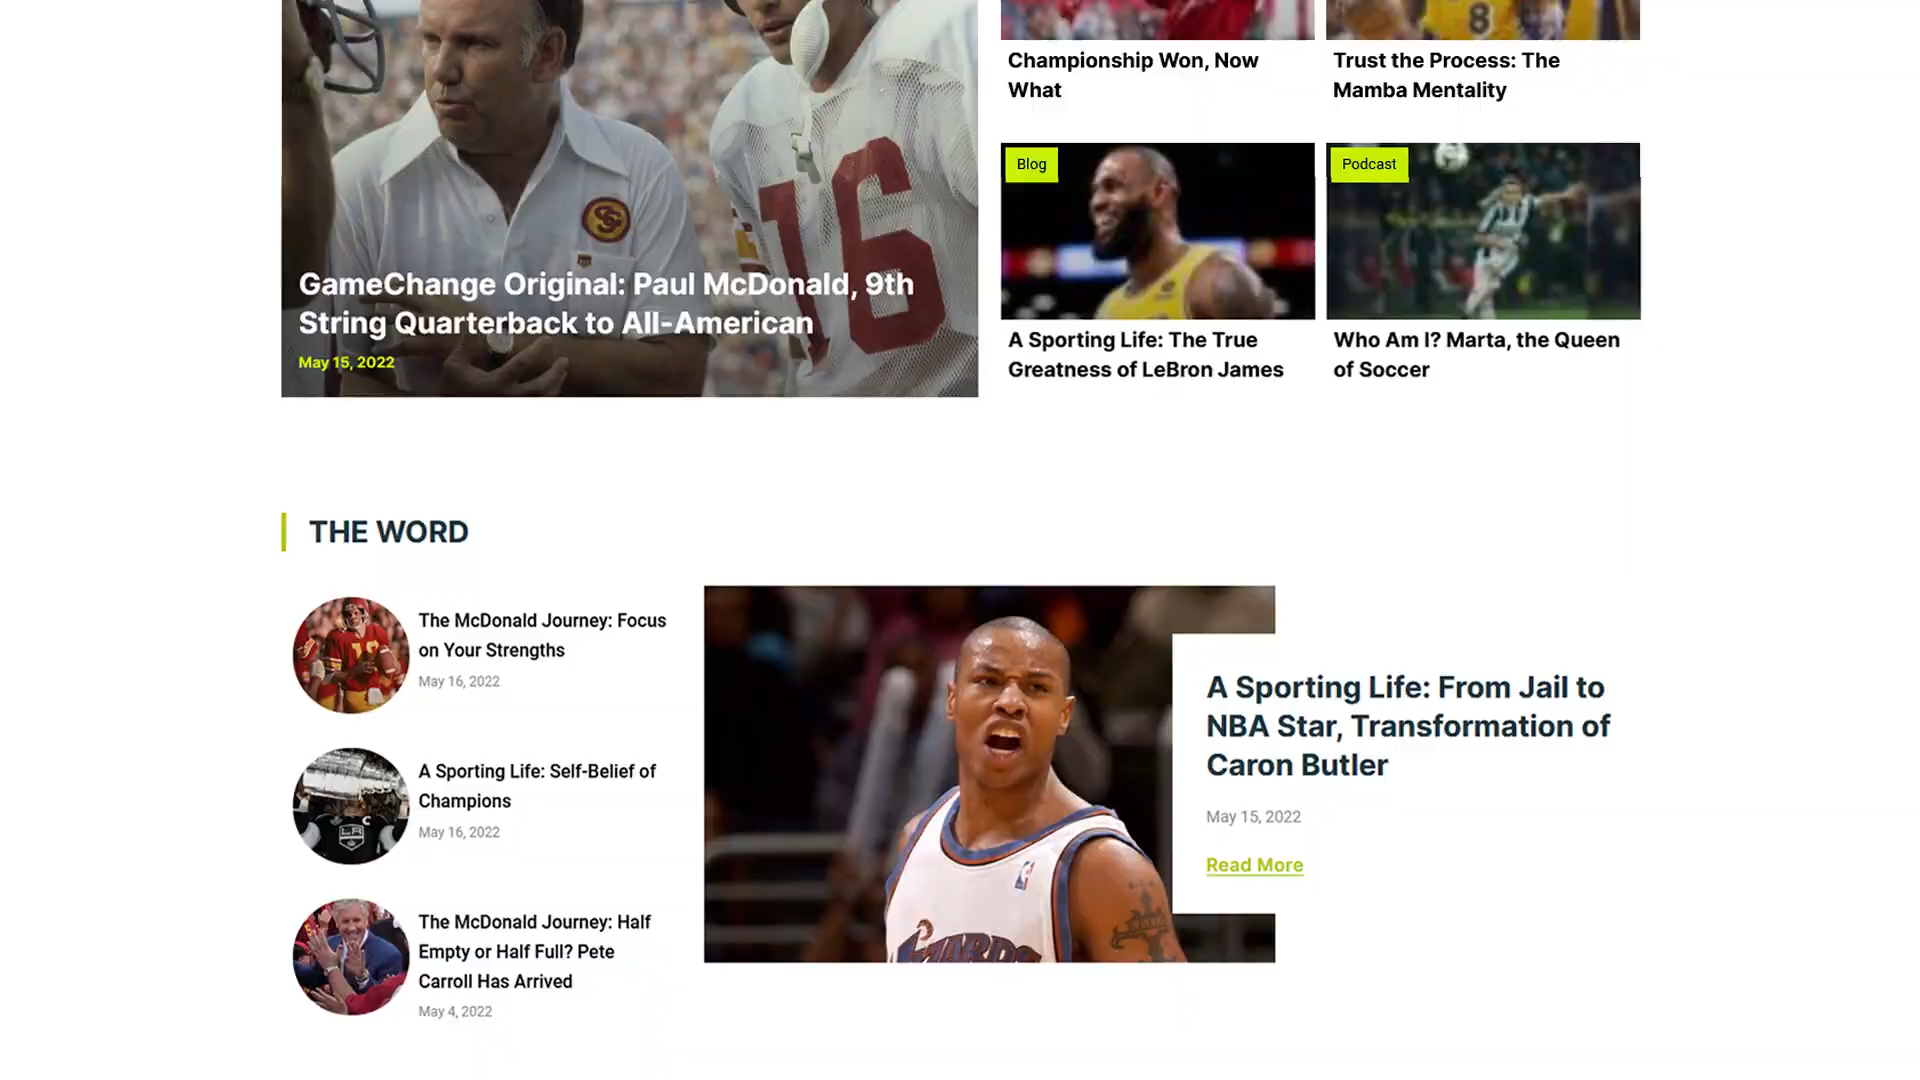 8
Championship Won, Now
What
Trust the Process: The
Mamba Mentality
16
SC
GameChange Original: Paul McDonald, 9th
String Quarterback to All-American
May 15, 2022
Blog
A Sporting Life: The True
Greatness of LeBron James
Podcast
Who Am I? Marta, the Queen
of Soccer
THE WORD
The McDonald Journey: Focus
on Your Strengths
May 16, 2022
A Sporting Life: Self-Belief of
Champions
May 16, 2022
The McDonald Journey: Half
Empty or Half Full? Pete
Carroll Has Arrived
May 4, 2022
A Sporting Life: From Jail to
NBA Star, Transformation of
Caron Butler
May 15, 2022
Read More